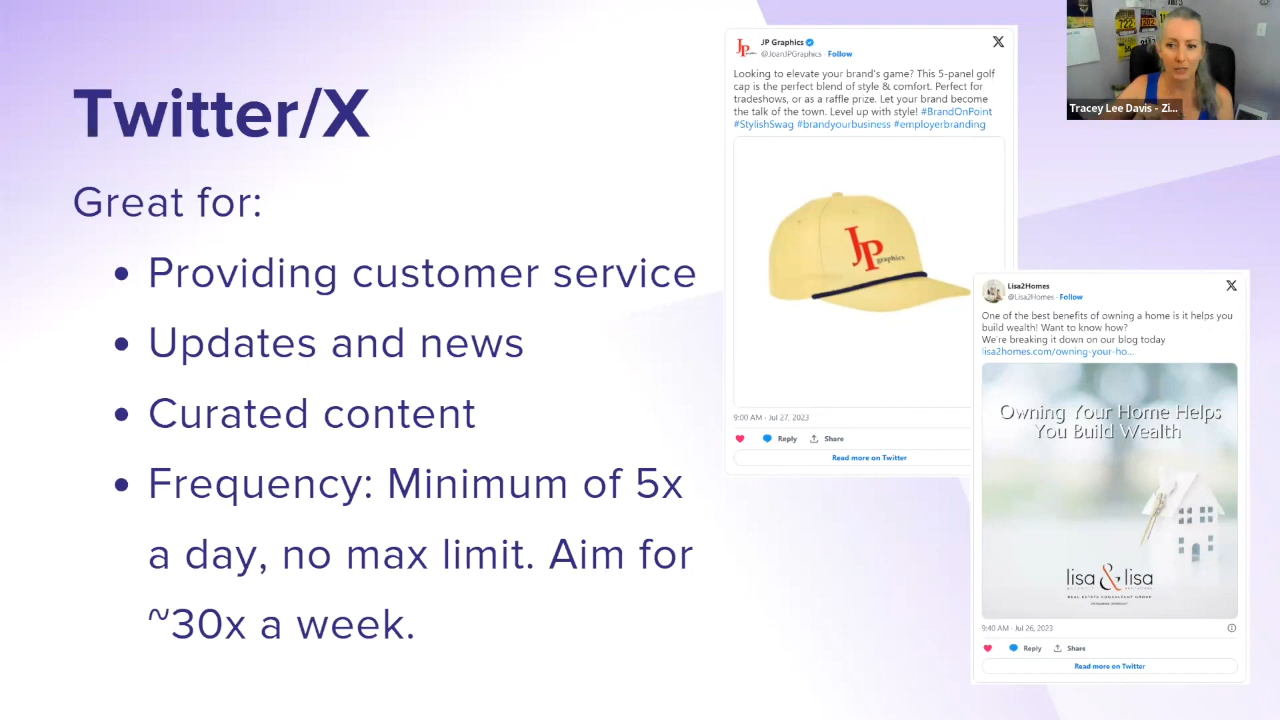 Twitter/X
Great for:
• Providing customer service
• Updates and news
• Curated content
• Frequency: Minimum of 5x
a day, no max limit. Aim for
~30x a week.
JP Graphics
@JoanJPGraphics · Follow
Looking to elevate your brand's game? This 5-panel golf
cap is the perfect blend of style & comfort. Perfect for
tradeshows, or as a raffle prize. Let your brand become
the talk of the town. Level up with style! #BrandOnPoint
#StylishSwag #brandyourbusiness #employerbranding
JP
graphics
9:00 AM · Jul 27, 2023
Reply
Share
Read more on Twitter
Lisa2Homes
@Lisa2Homes · Follow
One of the best benefits of owning a home is it helps you
build wealth! Want to know how?
We're breaking it down on our blog today
lisa2homes.com/owning-your-ho...
Owning Your Home Helps
You Build Wealth
lisa & lisa
REAL ESTATE CONSULTANT GROUP
9:40 AM · Jul 26, 2023
Reply
Share
Read more on Twitter
722
Tracey Lee Davis - Zi...